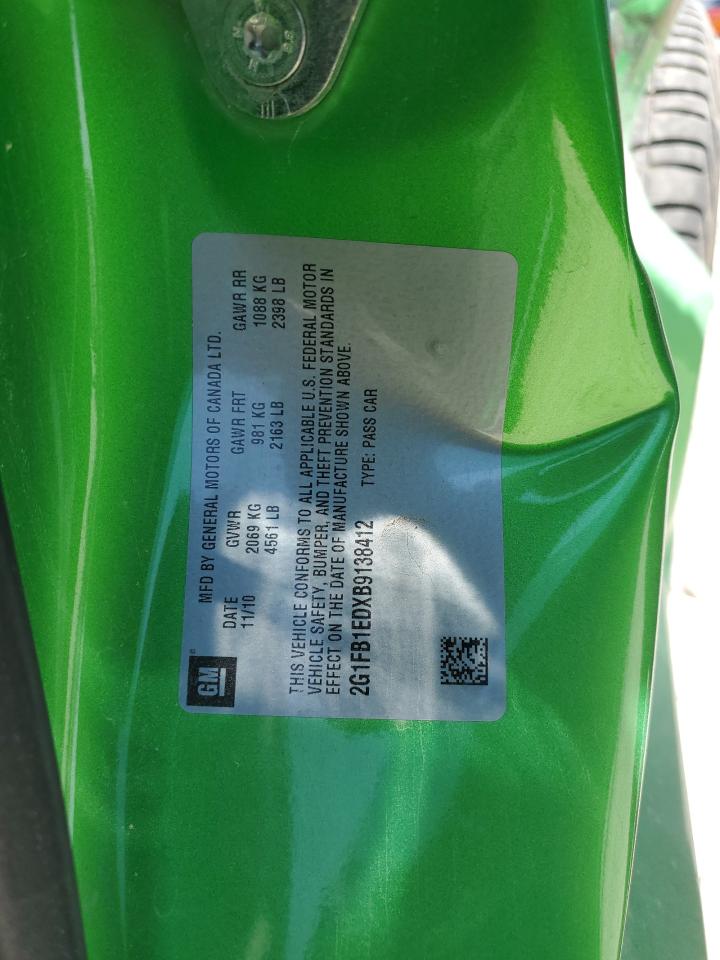 GM
MFD BY GENERAL MOTORS OF CANADA LTD.
DATE GVWR GAWR FRT GAWR RR
11/10 2069 KG 981 KG 1088 KG
4561 LB 2163 LB 2398 LB
THIS VEHICLE CONFORMS TO ALL APPLICABLE U.S. FEDERAL MOTOR
VEHICLE SAFETY, BUMPER, AND THEFT PREVENTION STANDARDS IN
EFFECT ON THE DATE OF MANUFACTURE SHOWN ABOVE.
2G1FB1EDXB9138412 TYPE: PASS CAR